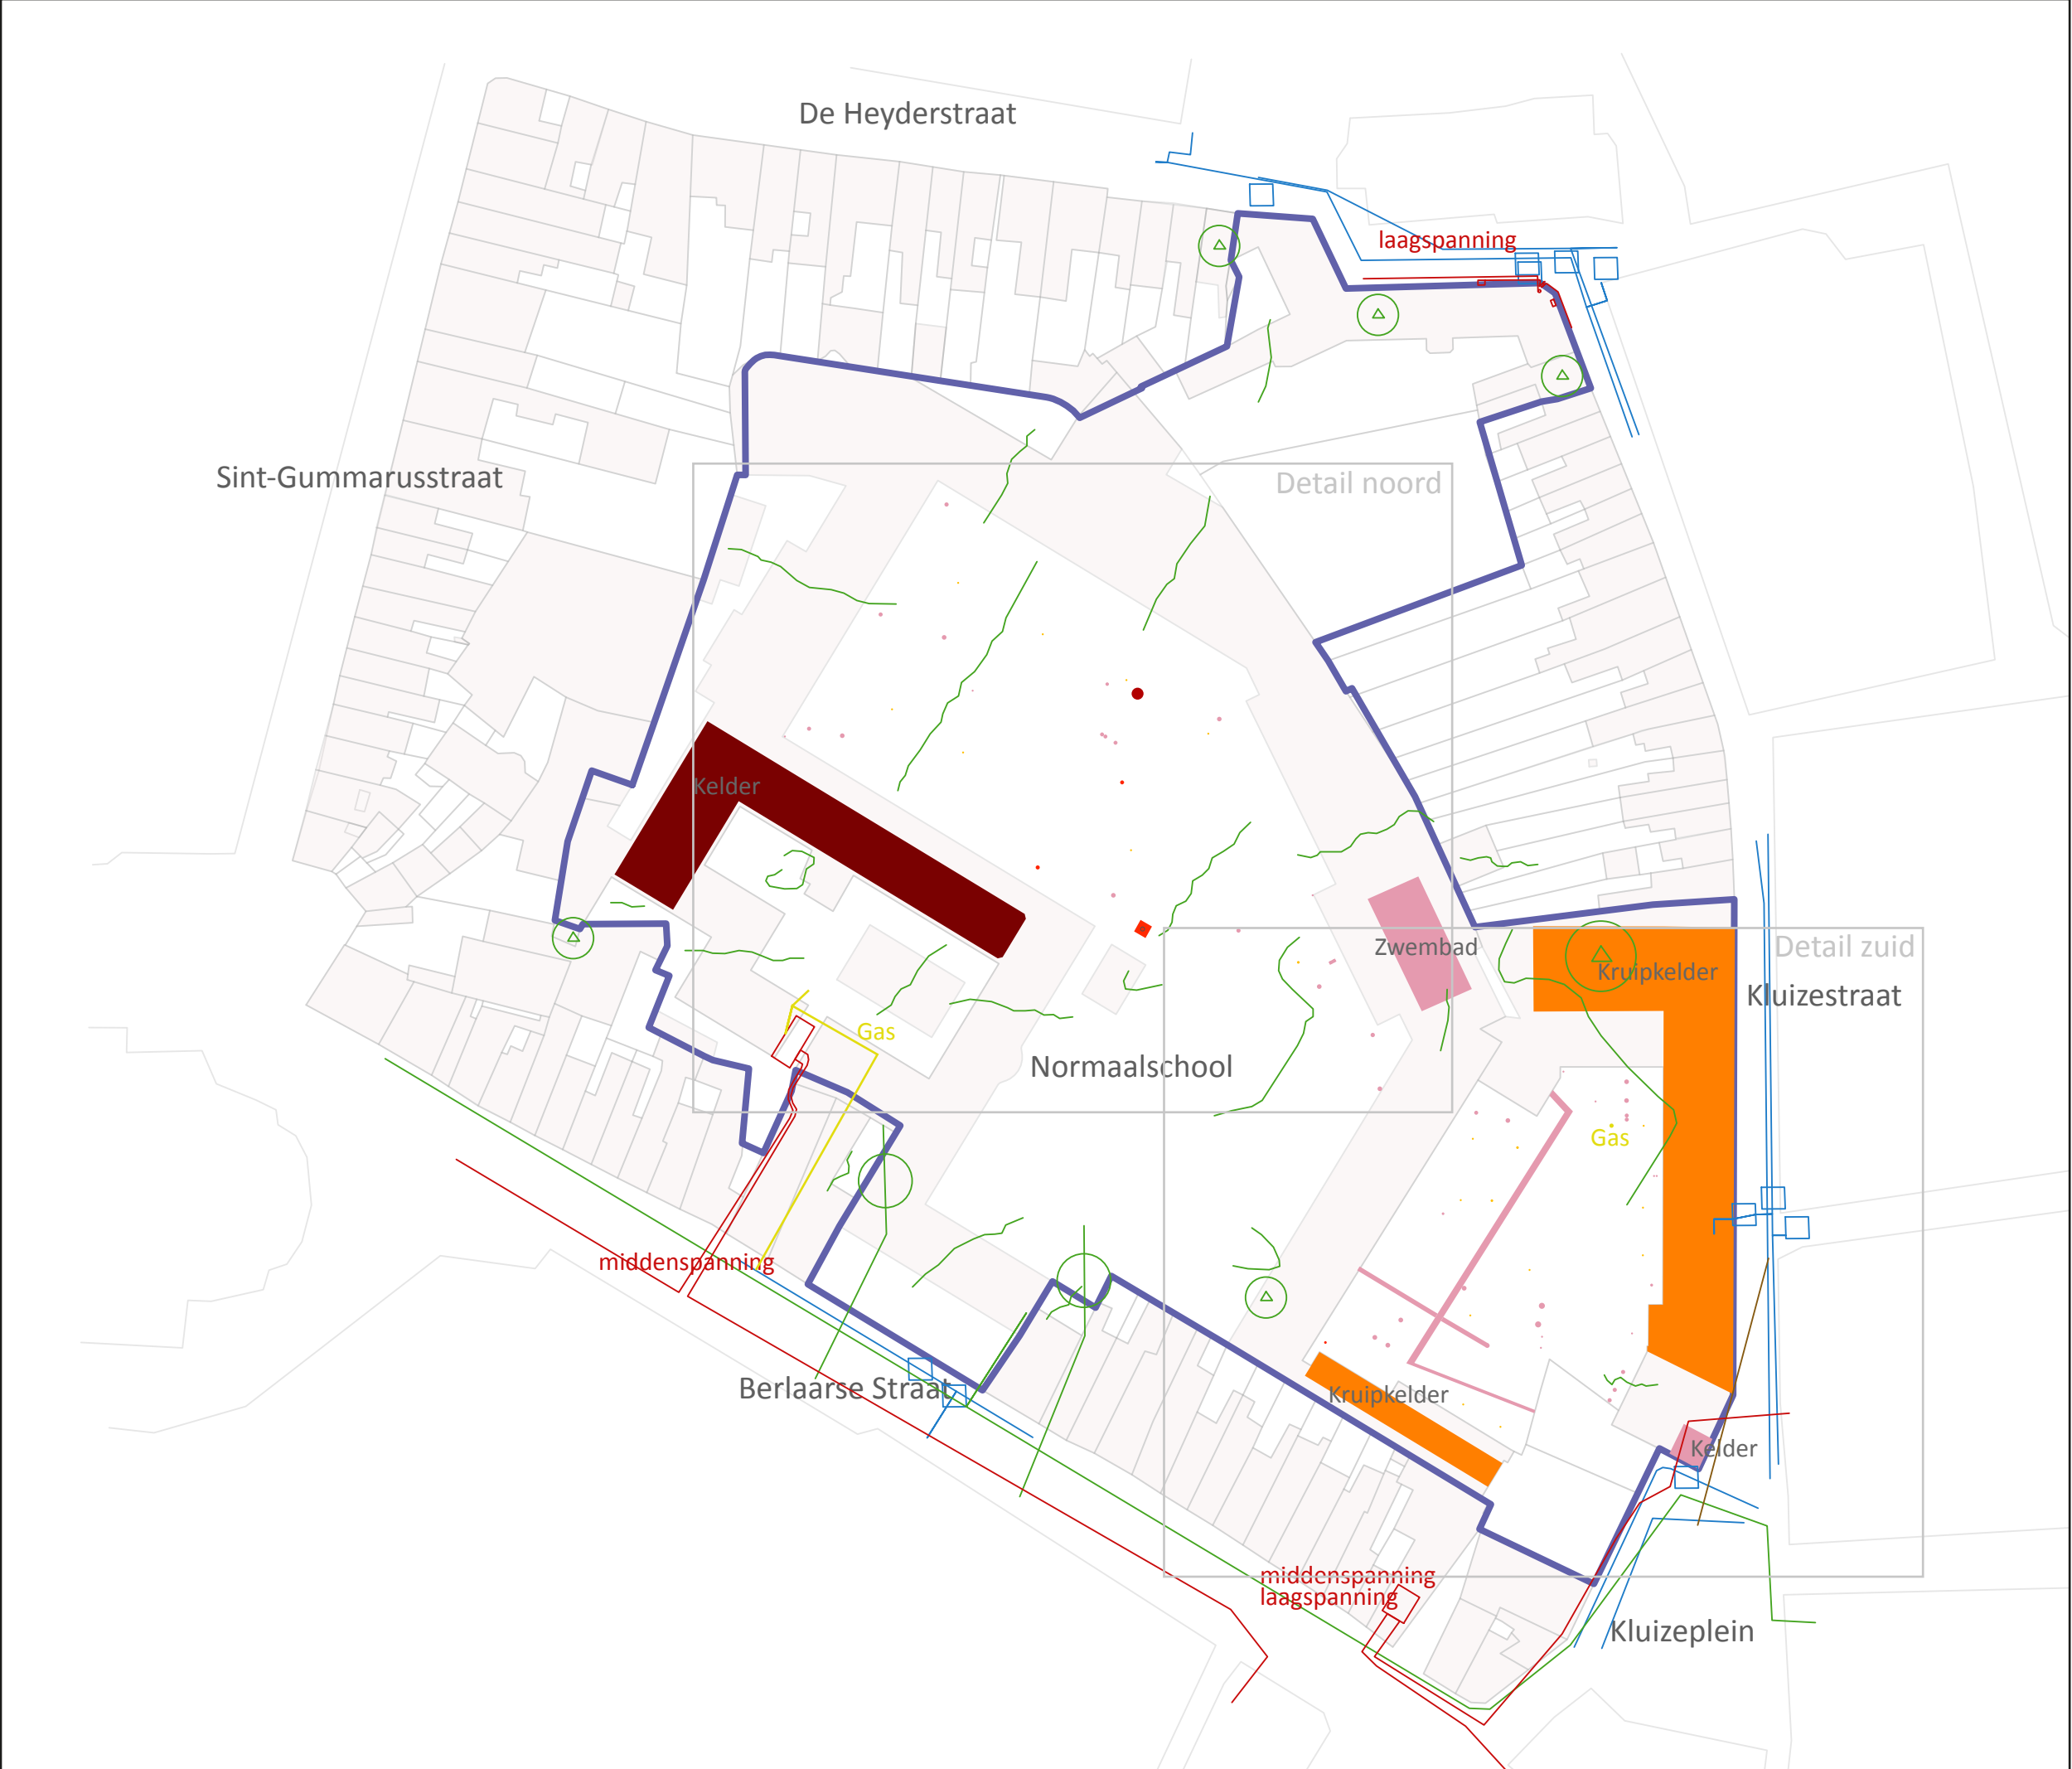 De Heyderstraat
laagspanning
Sint-Gummarusstraat
Detail noord
Kelder
Zwembad
Detail zuid
Kruipkelder
Kluizestraat
Gas
Normaalschool
Gas
middenspanning
Berlaarse Straat
Kruipkelder
Kelder
middenspanning
laagspanning
Kluizeplein